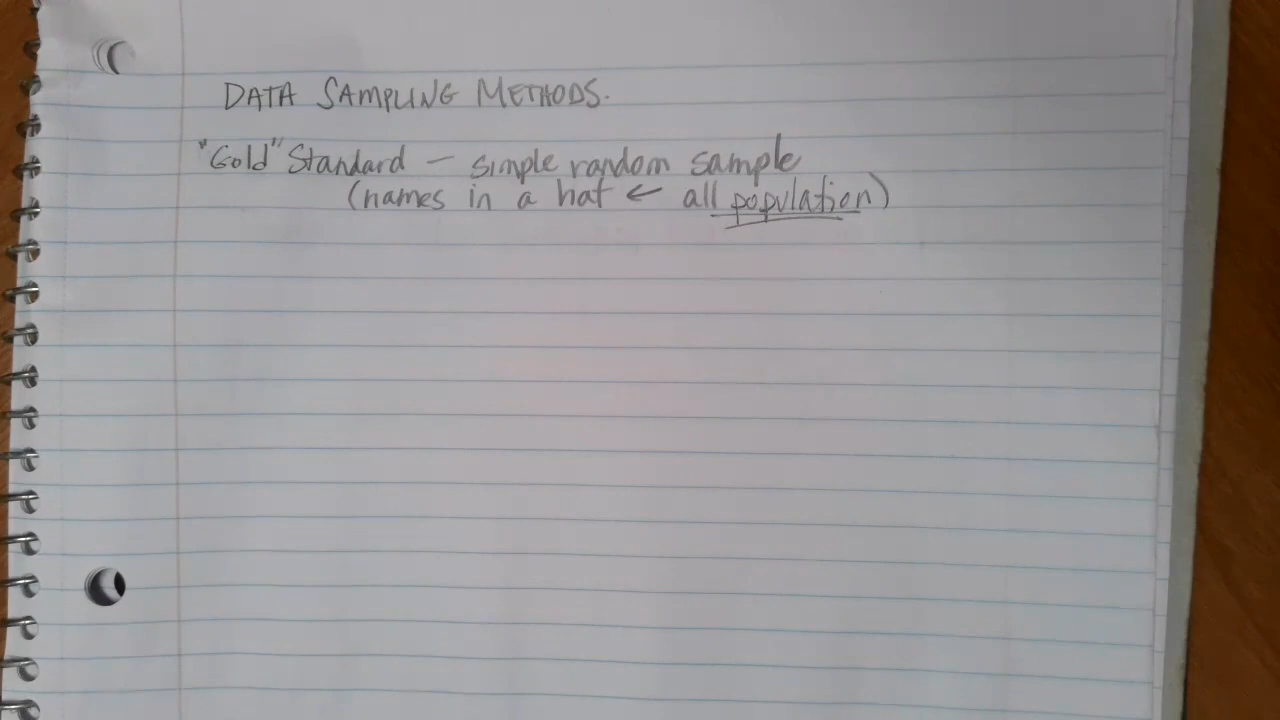 DATA SAMPLING METHODS.
"Gold" Standard — simple random sample
(names in a hat ← all population)